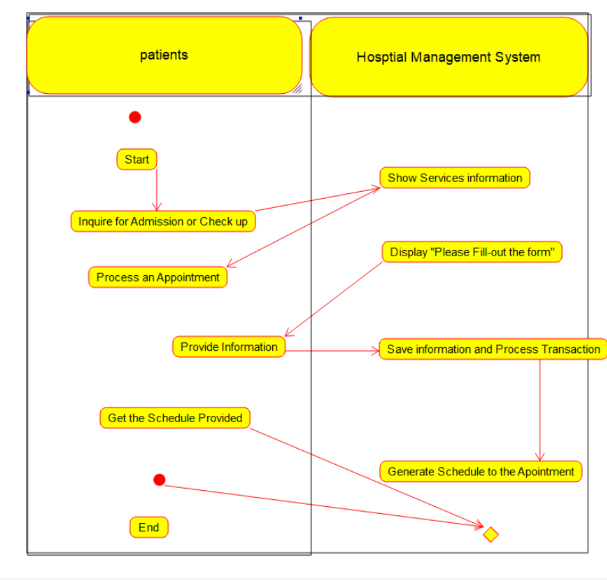 patients
Hosptial Management System
Start
Show Services information
Inquire for Admission or Check up
Display "Please Fill-out the form"
Process an Appointment
Provide Information
Save information and Process Transaction
Get the Schedule Provided
Generate Schedule to the Apointment
End